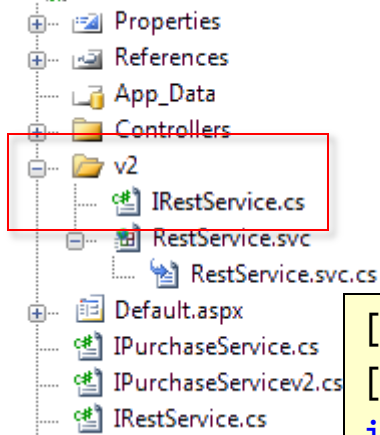 Properties
References
App_Data
Controllers
v2
IRestService.cs
RestService.svc
RestService.svc.cs
Default.aspx
IPurchaseService.cs
IPurchaseServicev2.cs
IRestService.cs
[
[
i